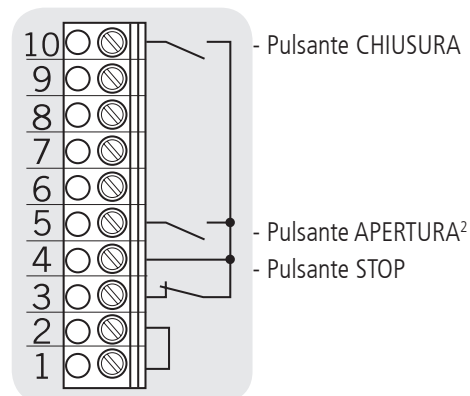 10 - Pulsante CHIUSURA
9
8
7
6
5 - Pulsante APERTURA²
4 - Pulsante STOP
3
2
1